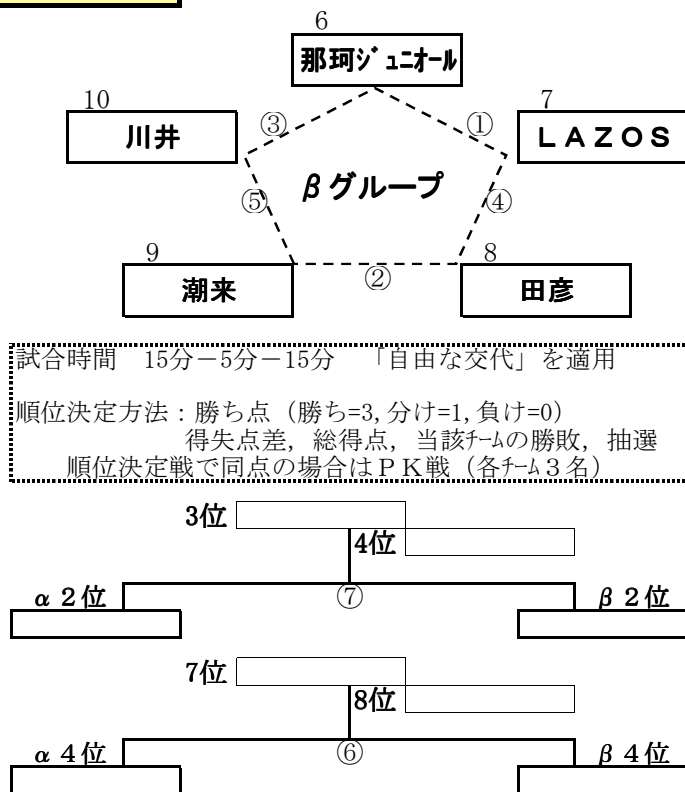 6
那珂ｼﾞｭﾆｵｰﾙ
10
7
川井
③
①
ＬＡＺＯＳ
βグループ
⑤
④
9
8
潮来
②
田彦
試合時間　15分－5分－15分　「自由な交代」を適用
順位決定方法：勝ち点（勝ち=3,分け=1,負け=0）
得失点差，総得点，当該ﾁｰﾑの勝敗，抽選
順位決定戦で同点の場合はＰＫ戦（各ﾁｰﾑ３名）
3位
4位
α２位
⑦
β２位
7位
8位
α４位
⑥
β４位